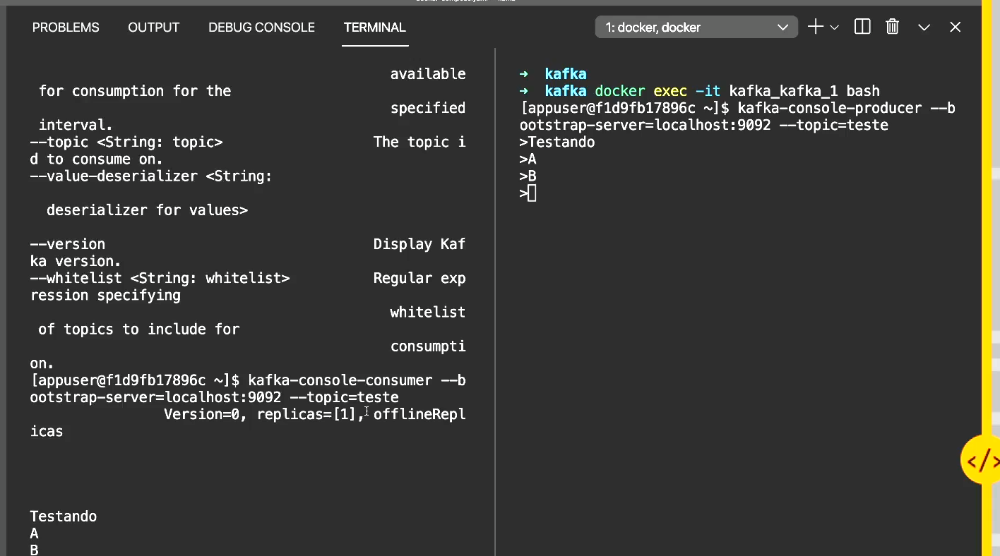 PROBLEMS OUTPUT DEBUG CONSOLE TERMINAL 1: docker, docker
available
for consumption for the
specified
interval.
--topic <String: topic> The topic i
d to consume on.
--value-deserializer <String:
deserializer for values>
--version Display Kaf
ka version.
--whitelist <String: whitelist> Regular exp
ression specifying
whitelist
of topics to include for
consumpti
on.
[appuser@f1d9fb17896c ~]$ kafka-console-consumer --b
ootstrap-server=localhost:9092 --topic=teste
Version=0, replicas=[1], offlineRepl
icas
Testando
A
B
➜ kafka
➜ kafka docker exec -it kafka_kafka_1 bash
[appuser@f1d9fb17896c ~]$ kafka-console-producer --b
ootstrap-server=localhost:9092 --topic=teste
>Testando
>A
>B
>
</>